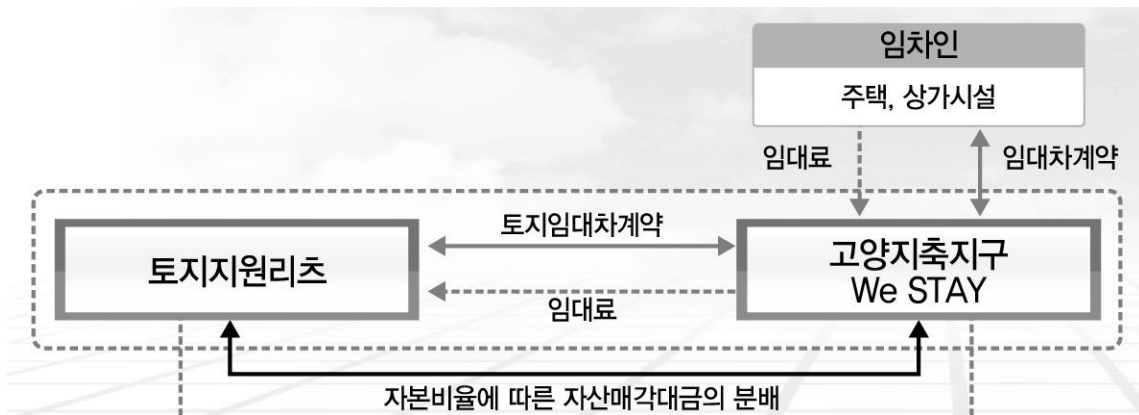 임차인
주택, 상가시설
임대료
임대차계약
토지임대차계약
토지지원리츠
고양지축지구
We STAY
임대료
자본비율에 따른 자산매각대금의 분배